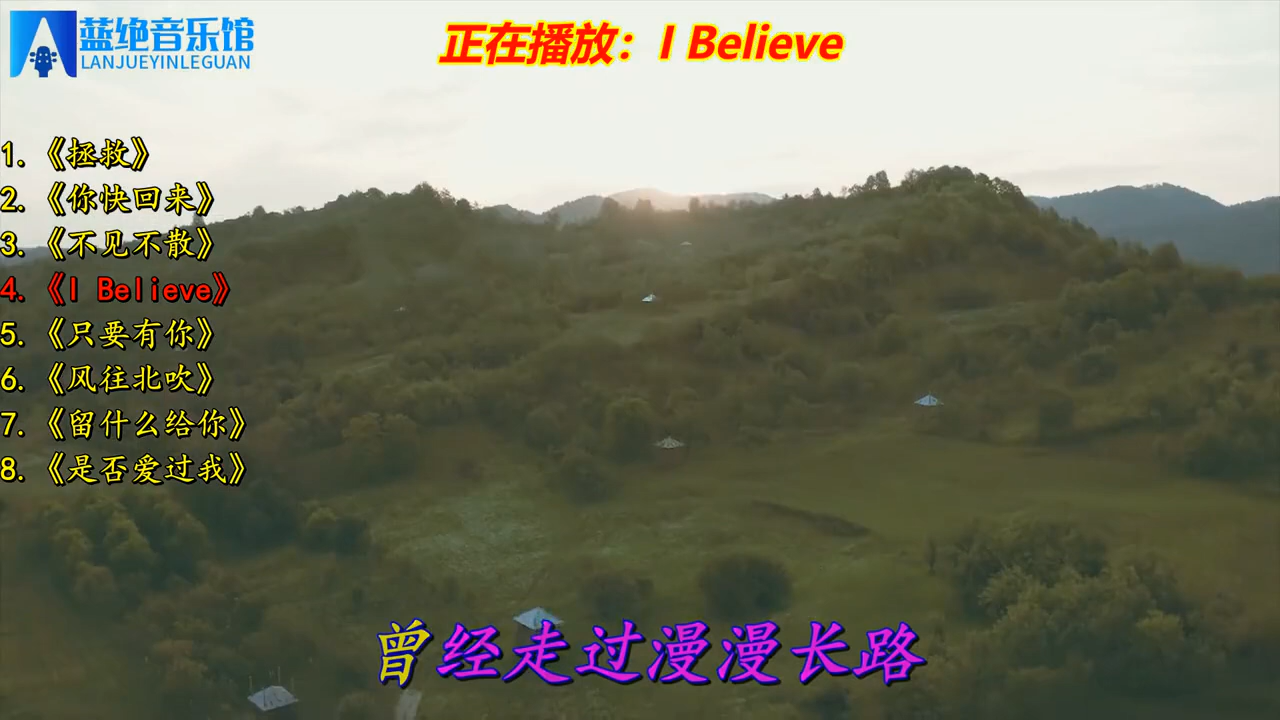 蓝绝音乐馆
LANJUEYINLEGUAN
正在播放：I Believe
1.《拯救》
2.《你快回来》
3.《不见不散》
4.《I Believe》
5.《只要有你》
6.《风往北吹》
7.《留什么给你》
8.《是否爱过我》
曾经走过漫漫长路